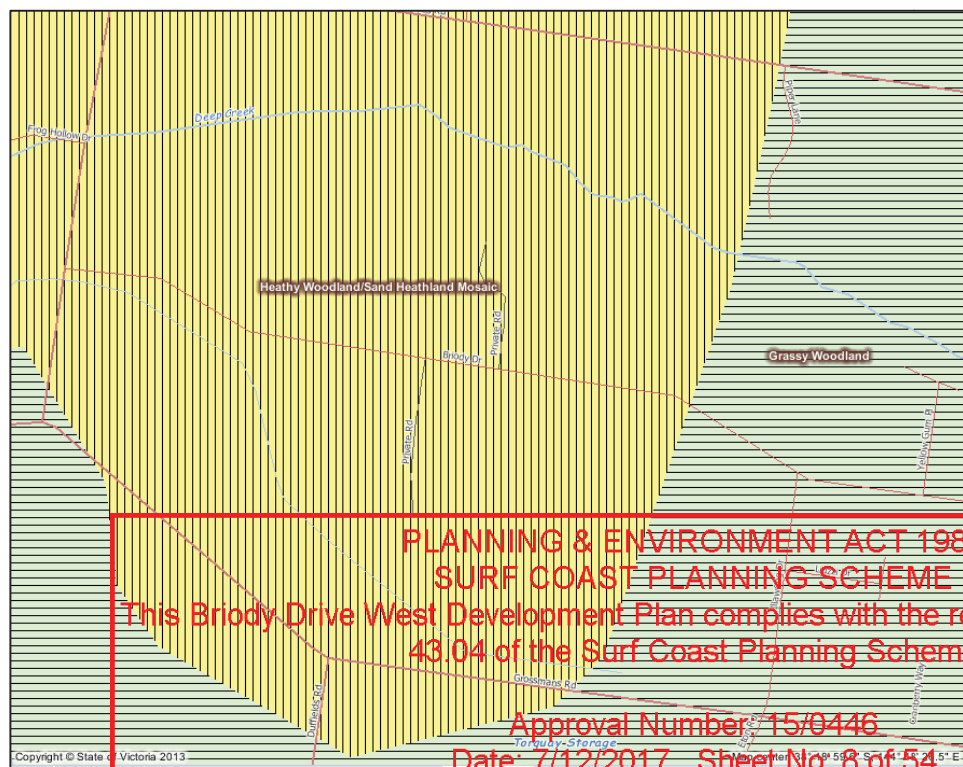 Piper Lane
Deep Creek
Frog Hollow Dr
Heathy Woodland/Sand Heathland Mosaic
Private Rd
Briody Dr
Grassy Woodland
Private Rd
Yellow Gum Pl
PLANNING & ENVIRONMENT ACT 198
SURF COAST PLANNING SCHEME
This Briody Drive West Development Plan complies with the re
43.04 of the Surf Coast Planning Schem
Grossmans Rd
Duffields Rd
Approval Number: 15/0446
Torquay Storage
Copyright © State of Victoria 2013
Date: 7/12/2017 Sheet No: 8 of 54